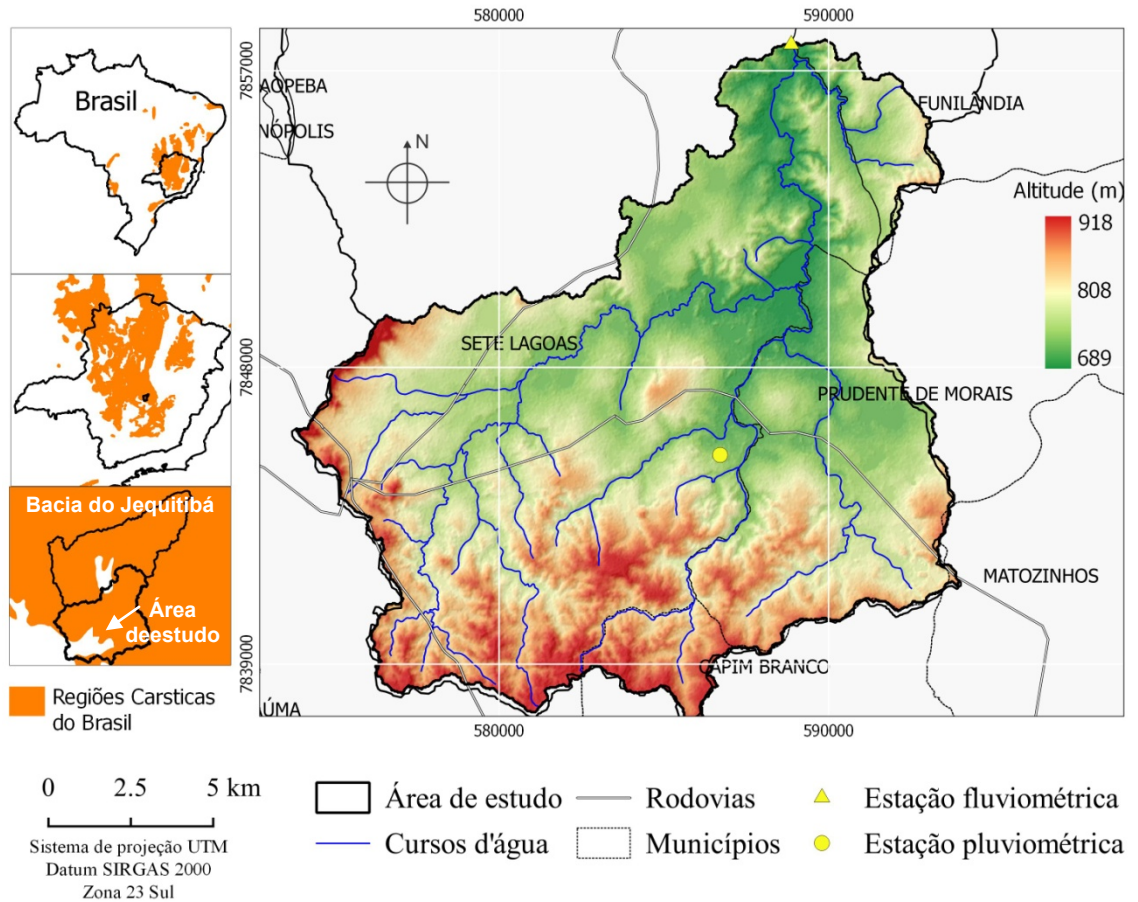 580000
590000
Brasil
7857000
AOPEBA
NÓPOLIS
N
FUNILÂNDIA
Altitude (m)
918
808
689
SETE LAGOAS
7848000
PRUDENTE DE MORAIS
Bacia do Jequitibá
Área
deestudo
MATOZINHOS
7839000
CAPIM BRANCO
ÚMA
Regiões Carsticas
do Brasil
580000
590000
0 2.5 5 km
Sistema de projeção UTM
Datum SIRGAS 2000
Zona 23 Sul
Área de estudo
Rodovias
Estação fluviométrica
Cursos d'água
Municípios
Estação pluviométrica